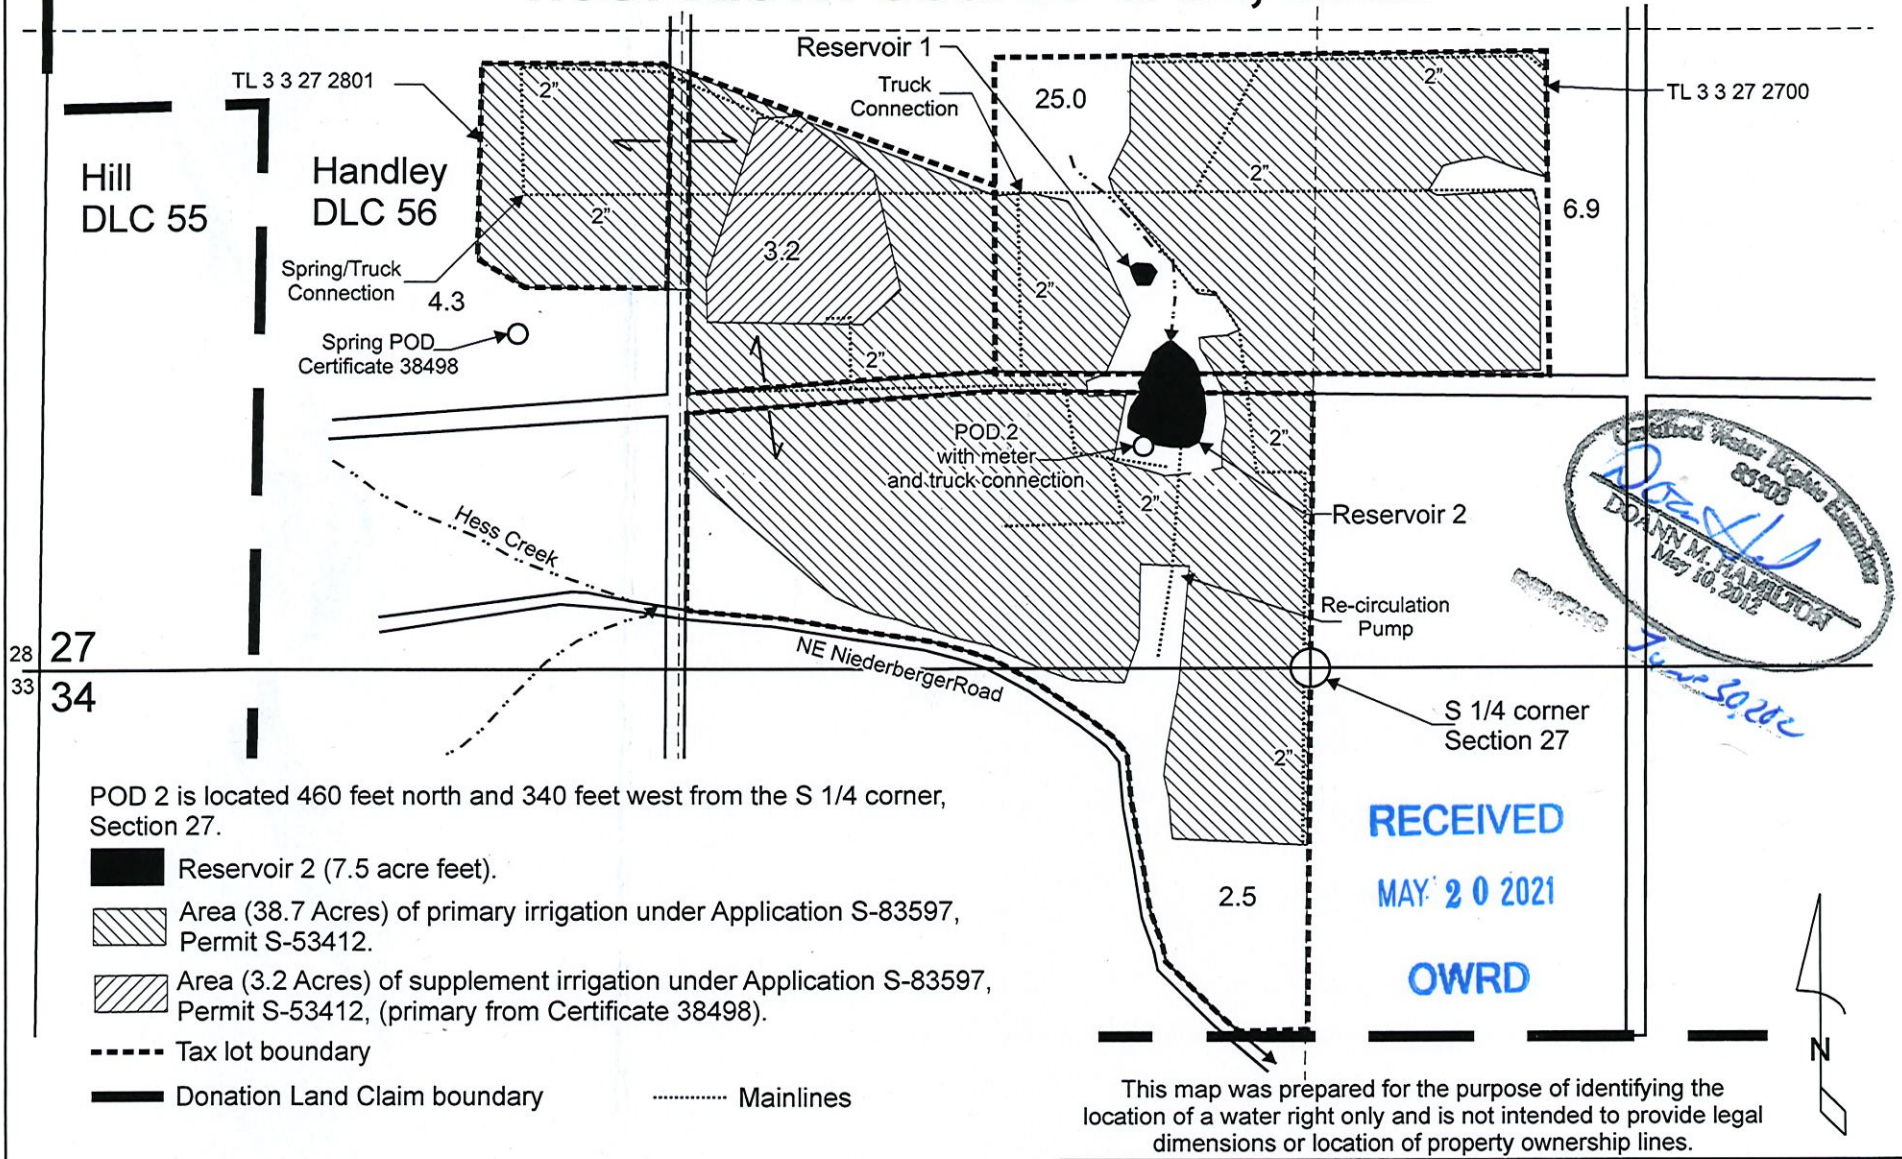 Reservoir 1
Truck
Connection
TL 3 3 27 2801
TL 3 3 27 2700
25.0
2"
2"
Hill
DLC 55
Handley
DLC 56
2"
2"
3.2
6.9
Spring/Truck
Connection
4.3
2"
Spring POD
Certificate 38498
2"
POD 2
with meter
and truck connection
2"
2"
Reservoir 2
Hess Creek
Re-circulation
Pump
NE Niederberger Road
28
27
33
34
S 1/4 corner
Section 27
2"
Certified Water Rights Examiner
DOANN M. HAMILTON
May 10, 2012
POD 2 is located 460 feet north and 340 feet west from the S 1/4 corner,
Section 27.
Reservoir 2 (7.5 acre feet).
Area (38.7 Acres) of primary irrigation under Application S-83597,
Permit S-53412.
Area (3.2 Acres) of supplement irrigation under Application S-83597,
Permit S-53412, (primary from Certificate 38498).
Tax lot boundary
Donation Land Claim boundary
Mainlines
2.5
RECEIVED
MAY 20 2021
OWRD
N
This map was prepared for the purpose of identifying the
location of a water right only and is not intended to provide legal
dimensions or location of property ownership lines.